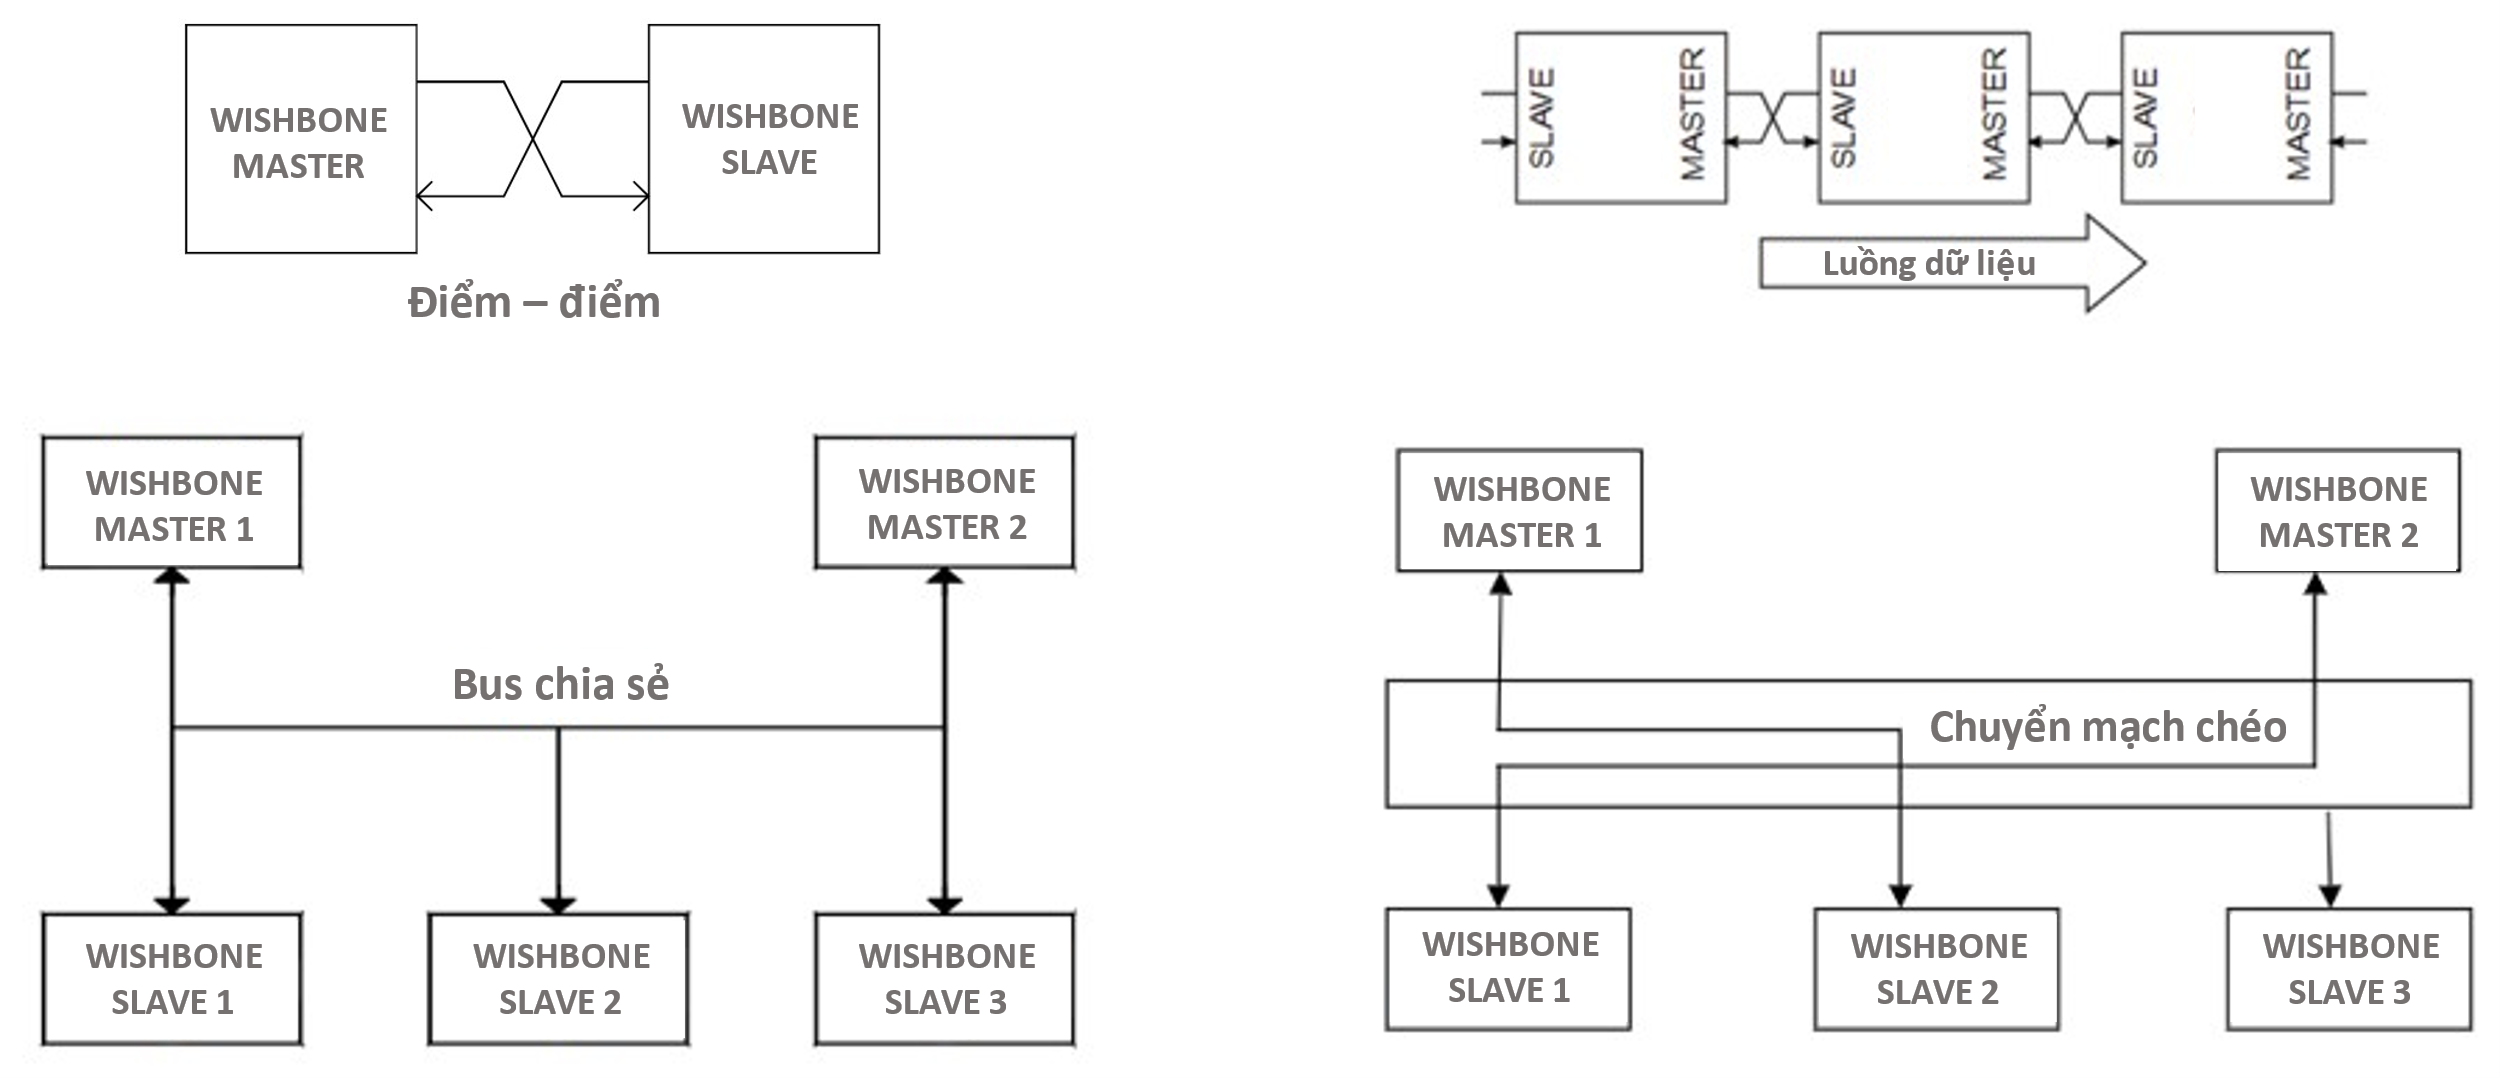 WISHBONE
MASTER
WISHBONE
SLAVE
Điểm – điểm
SLAVE
MASTER
SLAVE
MASTER
SLAVE
MASTER
Luồng dữ liệu
WISHBONE
MASTER 1
WISHBONE
MASTER 2
Bus chia sẻ
WISHBONE
SLAVE 1
WISHBONE
SLAVE 2
WISHBONE
SLAVE 3
WISHBONE
MASTER 1
WISHBONE
MASTER 2
Chuyển mạch chéo
WISHBONE
SLAVE 1
WISHBONE
SLAVE 2
WISHBONE
SLAVE 3